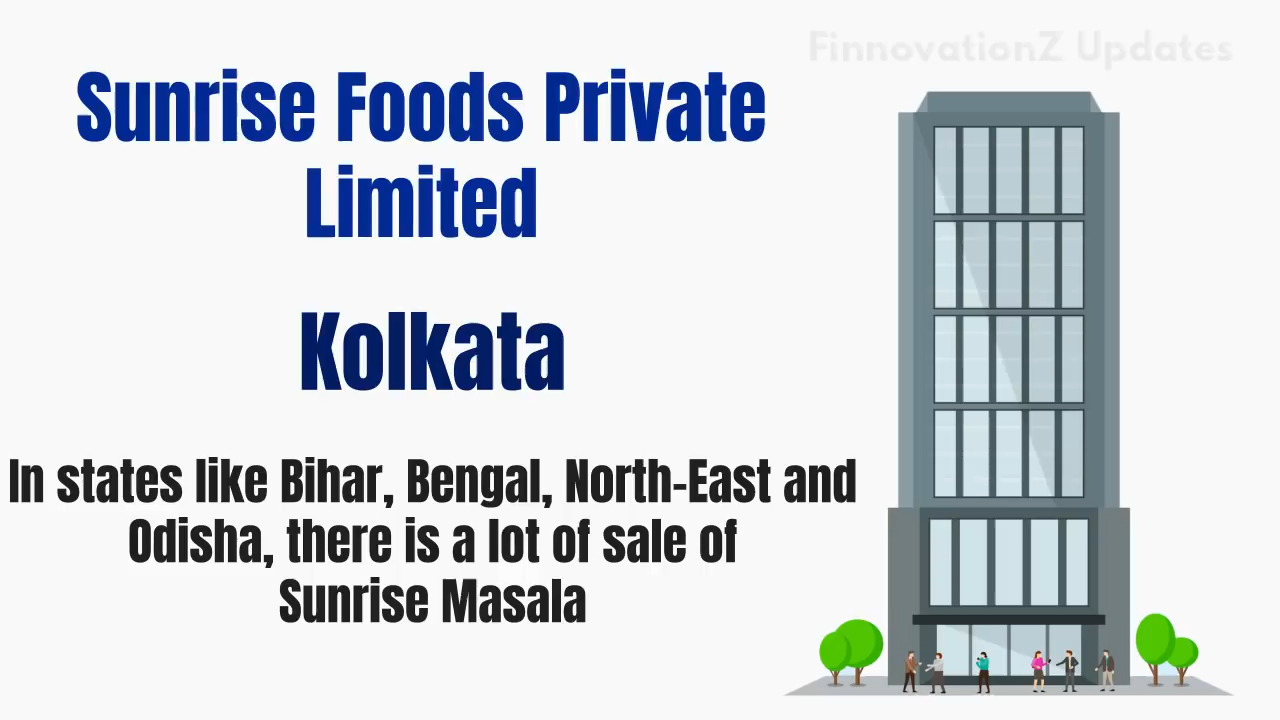 FinnovationZ Updates
Sunrise Foods Private
Limited
Kolkata
In states like Bihar, Bengal, North-East and
Odisha, there is a lot of sale of
Sunrise Masala